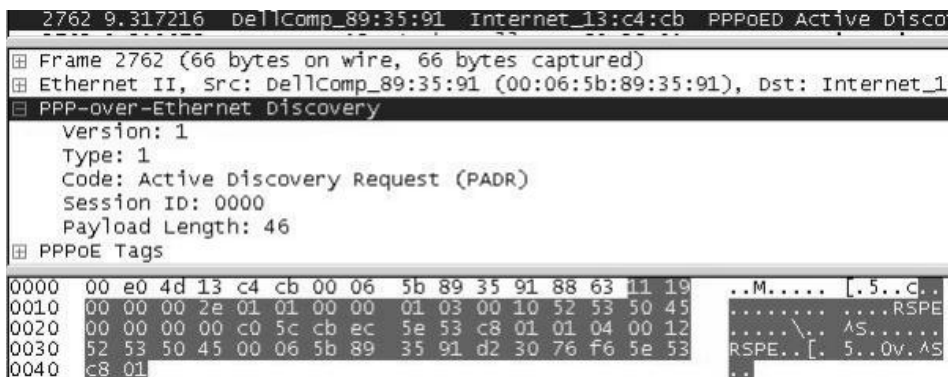 2762 9.317216 DellComp_89:35:91 Internet_13:c4:cb PPPoED Active Disco
Frame 2762 (66 bytes on wire, 66 bytes captured)
Ethernet II, Src: DellComp_89:35:91 (00:06:5b:89:35:91), Dst: Internet_1
PPP-over-Ethernet Discovery
Version: 1
Type: 1
Code: Active Discovery Request (PADR)
Session ID: 0000
Payload Length: 46
PPPoE Tags
0000 00 e0 4d 13 c4 cb 00 06 5b 89 35 91 88 63 11 19 ..M..... [.5..c..
0010 00 00 00 2e 01 01 00 00 01 03 00 10 52 53 50 45 ........ ....RSPE
0020 00 00 00 00 c0 5c cb ec 5e 53 c8 01 01 04 00 12 .....\.. ^S......
0030 52 53 50 45 00 06 5b 89 35 91 d2 30 76 f6 5e 53 RSPE..[. 5..0v.^S
0040 c8 01 ..